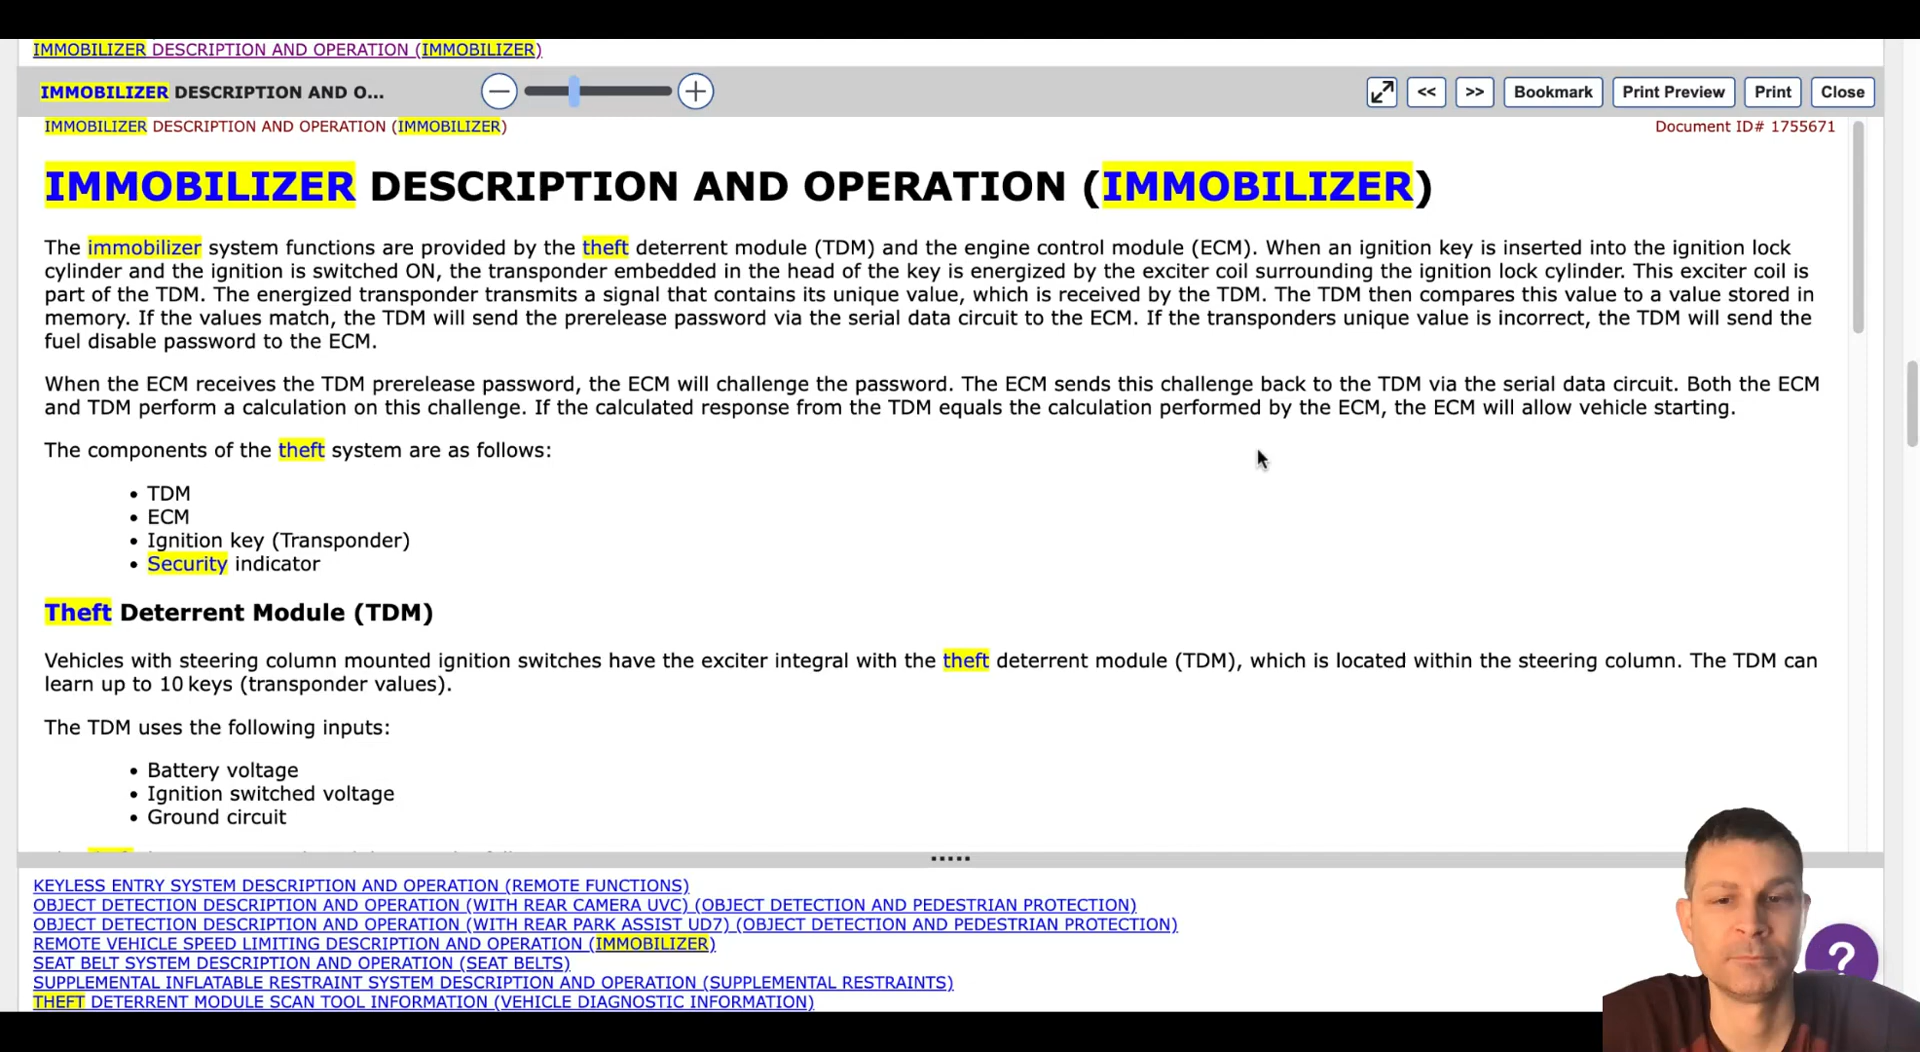 IMMOBILIZER DESCRIPTION AND OPERATION (IMMOBILIZER)
IMMOBILIZER DESCRIPTION AND O...
<< >> Bookmark Print Preview Print Close
IMMOBILIZER DESCRIPTION AND OPERATION (IMMOBILIZER) Document ID# 1755671
IMMOBILIZER DESCRIPTION AND OPERATION (IMMOBILIZER)
The immobilizer system functions are provided by the theft deterrent module (TDM) and the engine control module (ECM). When an ignition key is inserted into the ignition lock
cylinder and the ignition is switched ON, the transponder embedded in the head of the key is energized by the exciter coil surrounding the ignition lock cylinder. This exciter coil is
part of the TDM. The energized transponder transmits a signal that contains its unique value, which is received by the TDM. The TDM then compares this value to a value stored in
memory. If the values match, the TDM will send the prerelease password via the serial data circuit to the ECM. If the transponders unique value is incorrect, the TDM will send the
fuel disable password to the ECM.
When the ECM receives the TDM prerelease password, the ECM will challenge the password. The ECM sends this challenge back to the TDM via the serial data circuit. Both the ECM
and TDM perform a calculation on this challenge. If the calculated response from the TDM equals the calculation performed by the ECM, the ECM will allow vehicle starting.
The components of the theft system are as follows:
• TDM
• ECM
• Ignition key (Transponder)
• Security indicator
Theft Deterrent Module (TDM)
Vehicles with steering column mounted ignition switches have the exciter integral with the theft deterrent module (TDM), which is located within the steering column. The TDM can
learn up to 10 keys (transponder values).
The TDM uses the following inputs:
• Battery voltage
• Ignition switched voltage
• Ground circuit
KEYLESS ENTRY SYSTEM DESCRIPTION AND OPERATION (REMOTE FUNCTIONS)
OBJECT DETECTION DESCRIPTION AND OPERATION (WITH REAR CAMERA UVC) (OBJECT DETECTION AND PEDESTRIAN PROTECTION)
OBJECT DETECTION DESCRIPTION AND OPERATION (WITH REAR PARK ASSIST UD7) (OBJECT DETECTION AND PEDESTRIAN PROTECTION)
REMOTE VEHICLE SPEED LIMITING DESCRIPTION AND OPERATION (IMMOBILIZER)
SEAT BELT SYSTEM DESCRIPTION AND OPERATION (SEAT BELTS)
SUPPLEMENTAL INFLATABLE RESTRAINT SYSTEM DESCRIPTION AND OPERATION (SUPPLEMENTAL RESTRAINTS)
THEFT DETERRENT MODULE SCAN TOOL INFORMATION (VEHICLE DIAGNOSTIC INFORMATION)
?